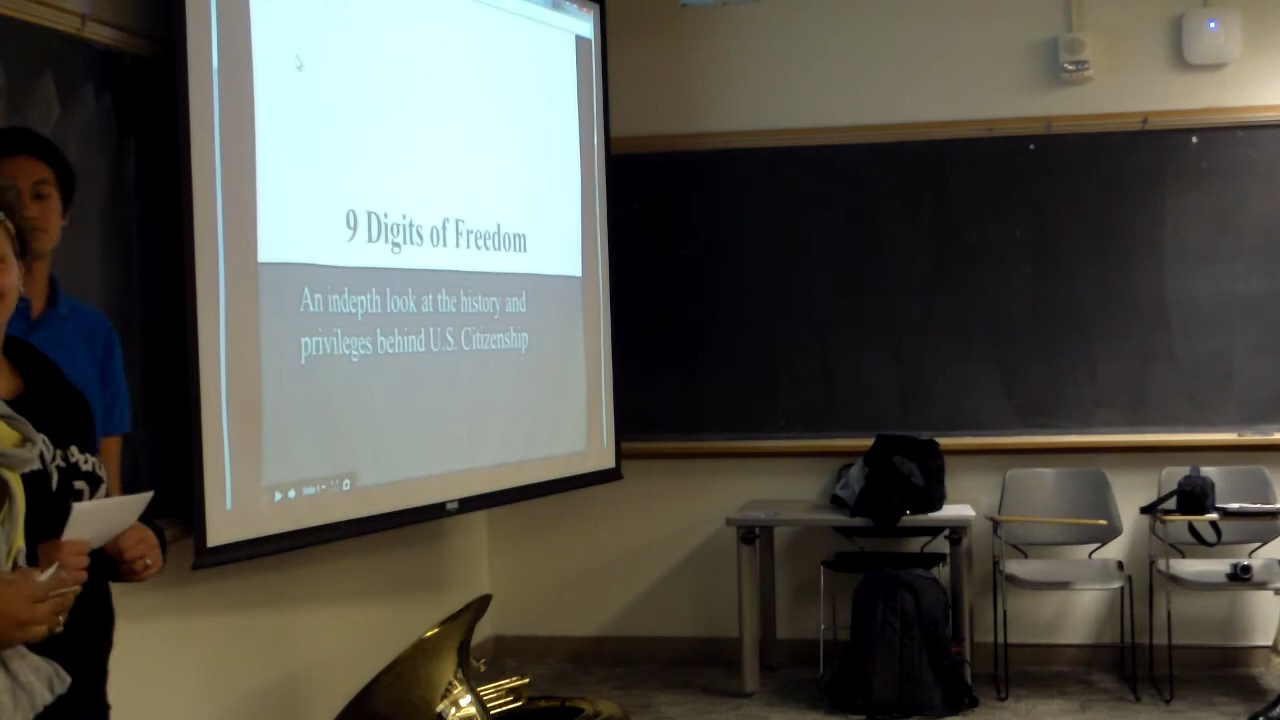 9 Digits of Freedom
An indepth look at the history and
privileges behind U.S. Citizenship